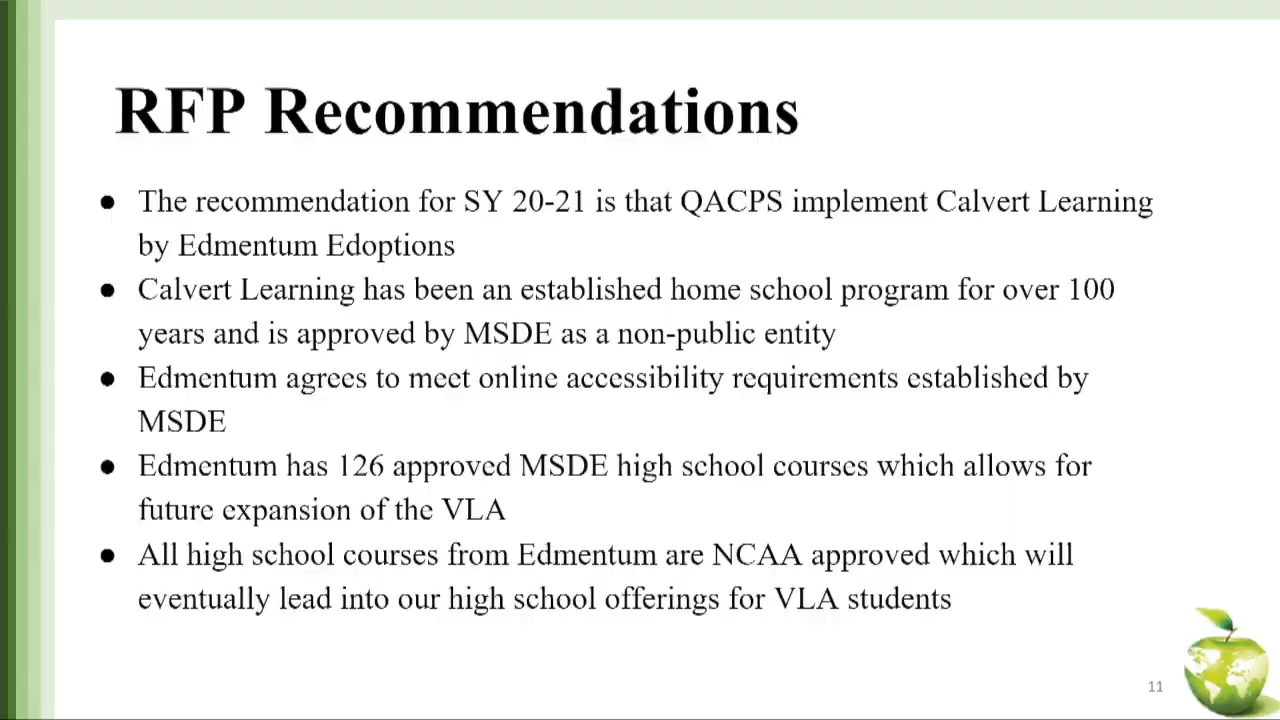 RFP Recommendations
● The recommendation for SY 20-21 is that QACPS implement Calvert Learning
by Edmentum Edoptions
● Calvert Learning has been an established home school program for over 100
years and is approved by MSDE as a non-public entity
● Edmentum agrees to meet online accessibility requirements established by
MSDE
● Edmentum has 126 approved MSDE high school courses which allows for
future expansion of the VLA
● All high school courses from Edmentum are NCAA approved which will
eventually lead into our high school offerings for VLA students
11